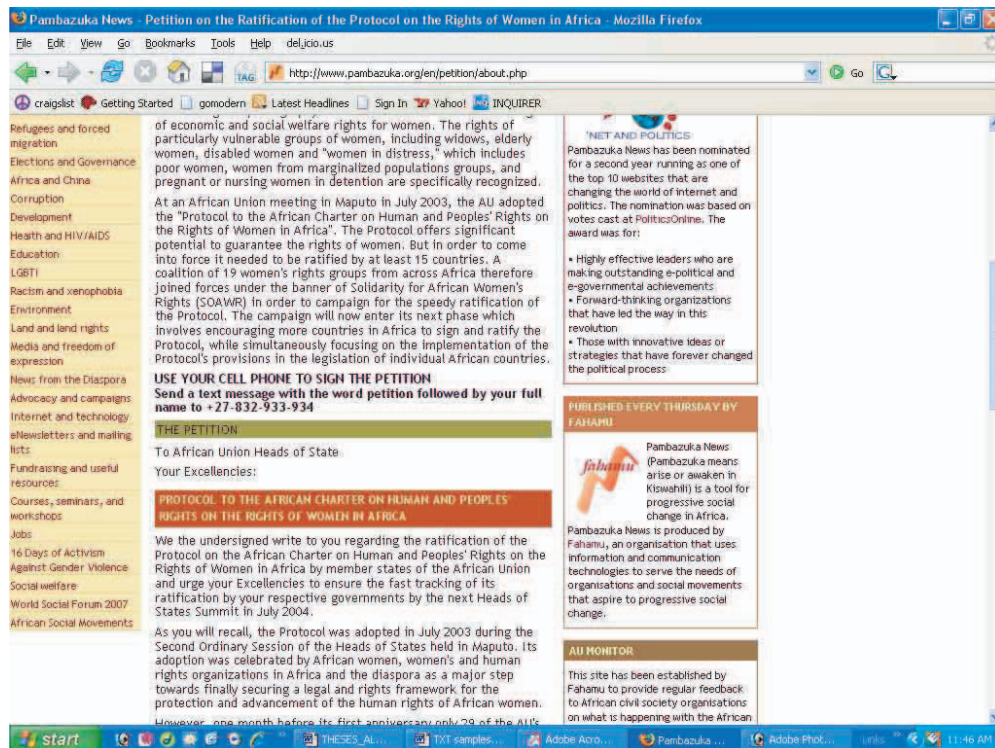 Pambazuka News - Petition on the Ratification of the Protocol on the Rights of Women in Africa - Mozilla Firefox
File Edit View Go Bookmarks Tools Help del.icio.us
TAG http://www.pambazuka.org/en/petition/about.php Go
craigslist Getting Started gomodern Latest Headlines Sign In Yahoo! INQUIRER
Refugees and forced
migration
Elections and Governance
Africa and China
Corruption
Development
Health and HIV/AIDS
Education
LGBTI
Racism and xenophobia
Environment
Land and land rights
Media and freedom of
expression
News from the Diaspora
Advocacy and campaigns
Internet and technology
eNewsletters and mailing
lists
Fundraising and useful
resources
Courses, seminars, and
workshops
Jobs
16 Days of Activism
Against Gender Violence
Social welfare
World Social Forum 2007
African Social Movements
of economic and social welfare rights for women. The rights of
particularly vulnerable groups of women, including widows, elderly
women, disabled women and "women in distress," which includes
poor women, women from marginalized populations groups, and
pregnant or nursing women in detention are specifically recognized.
At an African Union meeting in Maputo in July 2003, the AU adopted
the "Protocol to the African Charter on Human and Peoples' Rights on
the Rights of Women in Africa". The Protocol offers significant
potential to guarantee the rights of women. But in order to come
into force it needed to be ratified by at least 15 countries. A
coalition of 19 women's rights groups from across Africa therefore
joined forces under the banner of Solidarity for African Women's
Rights (SOAWR) in order to campaign for the speedy ratification of
the Protocol. The campaign will now enter its next phase which
involves encouraging more countries in Africa to sign and ratify the
Protocol, while simultaneously focusing on the implementation of the
Protocol's provisions in the legislation of individual African countries.
USE YOUR CELL PHONE TO SIGN THE PETITION
Send a text message with the word petition followed by your full
name to +27-832-933-934
THE PETITION
To African Union Heads of State
Your Excellencies:
PROTOCOL TO THE AFRICAN CHARTER ON HUMAN AND PEOPLES'
RIGHTS ON THE RIGHTS OF WOMEN IN AFRICA
We the undersigned write to you regarding the ratification of the
Protocol on the African Charter on Human and Peoples' Rights on the
Rights of Women in Africa by member states of the African Union
and urge your Excellencies to ensure the fast tracking of its
ratification by your respective governments by the next Heads of
States Summit in July 2004.
As you will recall, the Protocol was adopted in July 2003 during the
Second Ordinary Session of the Heads of States held in Maputo. Its
adoption was celebrated by African women, women's and human
rights organizations in Africa and the diaspora as a major step
towards finally securing a legal and rights framework for the
protection and advancement of the human rights of African women.
However, one month before its first anniversary only 29 of the AU's
'NET AND POLITICS
Pambazuka News has been nominated
for a second year running as one of
the top 10 websites that are
changing the world of internet and
politics. The nomination was based on
votes cast at PoliticsOnline. The
award was for:
• Highly effective leaders who are
making outstanding e-political and
e-governmental achievements
• Forward-thinking organizations
that have led the way in this
revolution
• Those with innovative ideas or
strategies that have forever changed
the political process
PUBLISHED EVERY THURSDAY BY
FAHAMU
fahamu
Pambazuka News
(Pambazuka means
arise or awaken in
Kiswahili) is a tool for
progressive social
change in Africa.
Pambazuka News is produced by
Fahamu, an organisation that uses
information and communication
technologies to serve the needs of
organisations and social movements
that aspire to progressive social
change.
AU MONITOR
This site has been established by
Fahamu to provide regular feedback
to African civil society organisations
on what is happening with the African
start THESES_AL... TXT samples... Adobe Acro... Pambazuka ... Adobe Phot... Links 11:46 AM